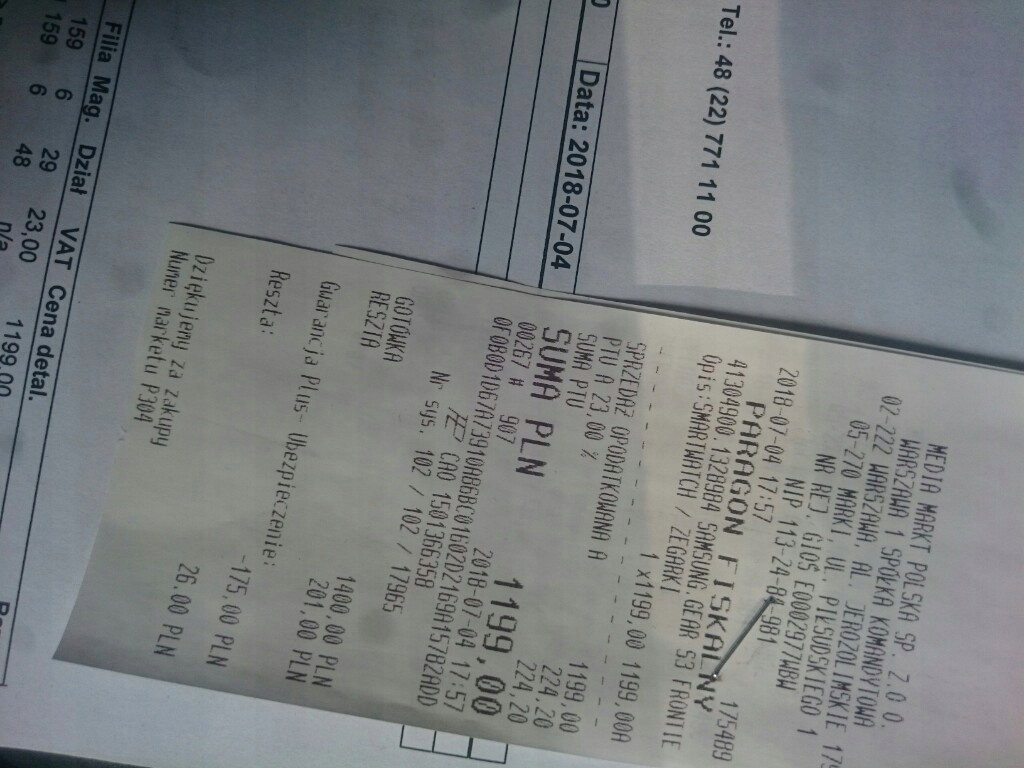 Tel.: 48 (22) 771 11 00
Data: 2018-07-04
Filia Mag. Dział VAT Cena detal.
159 6 29 23,00 1199,00
159 6 48 n/a
MEDIA MARKT POLSKA SP. Z.O.O.
WARSZAWA 1 SPÓŁKA KOMANDYTOWA
02-222 WARSZAWA, AL. JEROZOLIMSKIE 179
05-270 MARKI, UL. PIŁSUDSKIEGO 1
NR REJ. GIOŚ E0002977WBW
NIP 113-24-84-981
2018-07-04 17:57 175489
PARAGON FISKALNY
41304900.1328884 SAMSUNG.GEAR S3 FRONTIE
Opis:SMARTWATCH / ZEGARKI
1 x1199,00 1199,00A
SPRZEDAŻ OPODATKOWANA A 1199,00
PTU A 23,00 % 224,20
SUMA PTU 224,20
SUMA PLN 1199,00
00267 # 907 2018-07-04 17:57
CAO 1501366358
Nr sys. 102 / 102 / 17965
GOTÓWKA 1400,00 PLN
RESZTA 201,00 PLN
Gwarancja Plus- Ubezpieczenie:
-175,00 PLN
Reszta: 26.00 PLN
Dziękujemy za zakupy
Numer marketu P304